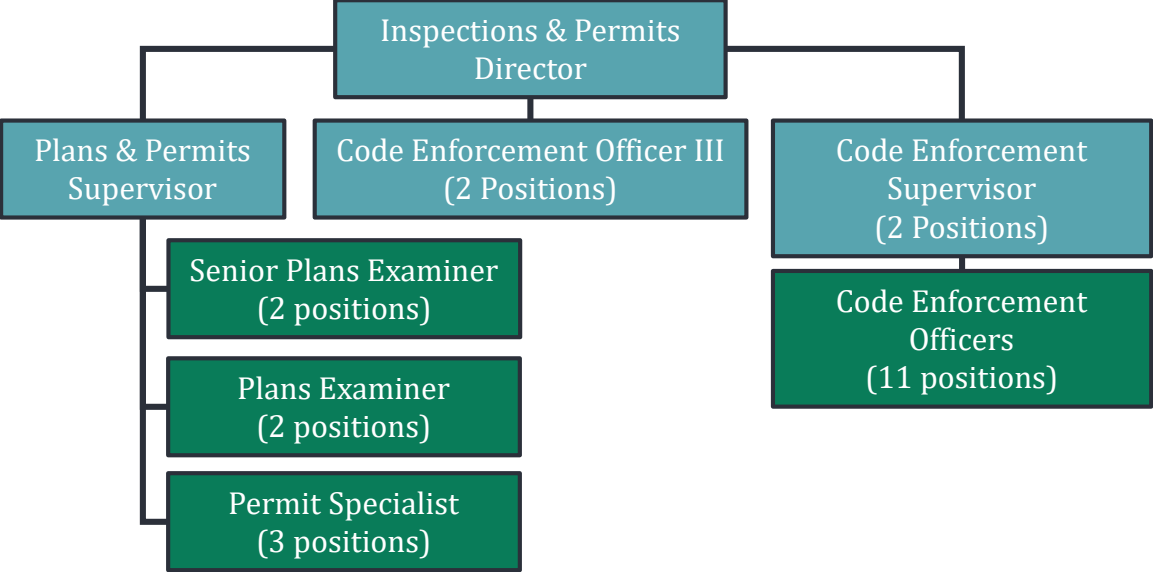 Inspections & Permits
Director
Plans & Permits
Supervisor
Code Enforcement Officer III
(2 Positions)
Code Enforcement
Supervisor
(2 Positions)
Senior Plans Examiner
(2 positions)
Plans Examiner
(2 positions)
Permit Specialist
(3 positions)
Code Enforcement
Officers
(11 positions)